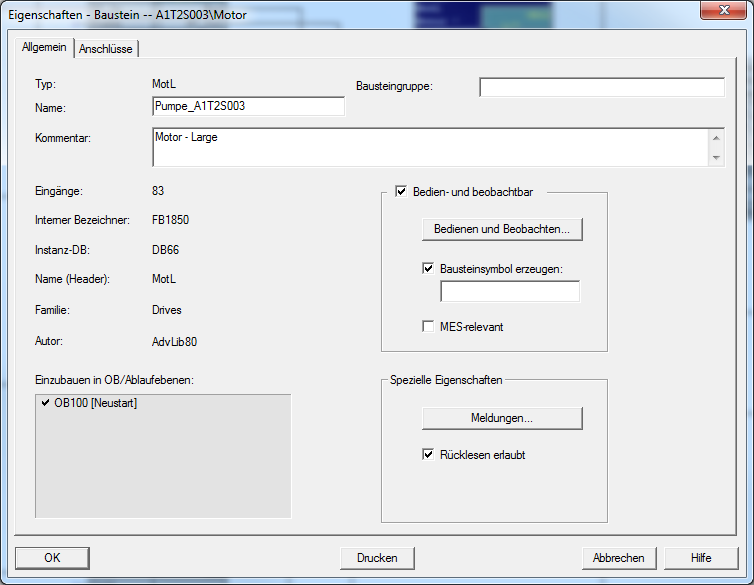 Eigenschaften - Baustein -- A1T2S003\Motor
Allgemein
Anschlüsse
Typ:
MotL
Bausteingruppe:
Name:
Pumpe_A1T2S003
Kommentar:
Motor - Large
Eingänge:
83
Bedien- und beobachtbar
Interner Bezeichner:
FB1850
Bedienen und Beobachten...
Instanz-DB:
DB66
Bausteinsymbol erzeugen:
Name (Header):
MotL
Familie:
Drives
MES-relevant
Autor:
AdvLib80
Einzubauen in OB/Ablaufebenen:
OB100 [Neustart]
Spezielle Eigenschaften
Meldungen...
Rücklesen erlaubt
OK
Drucken
Abbrechen
Hilfe